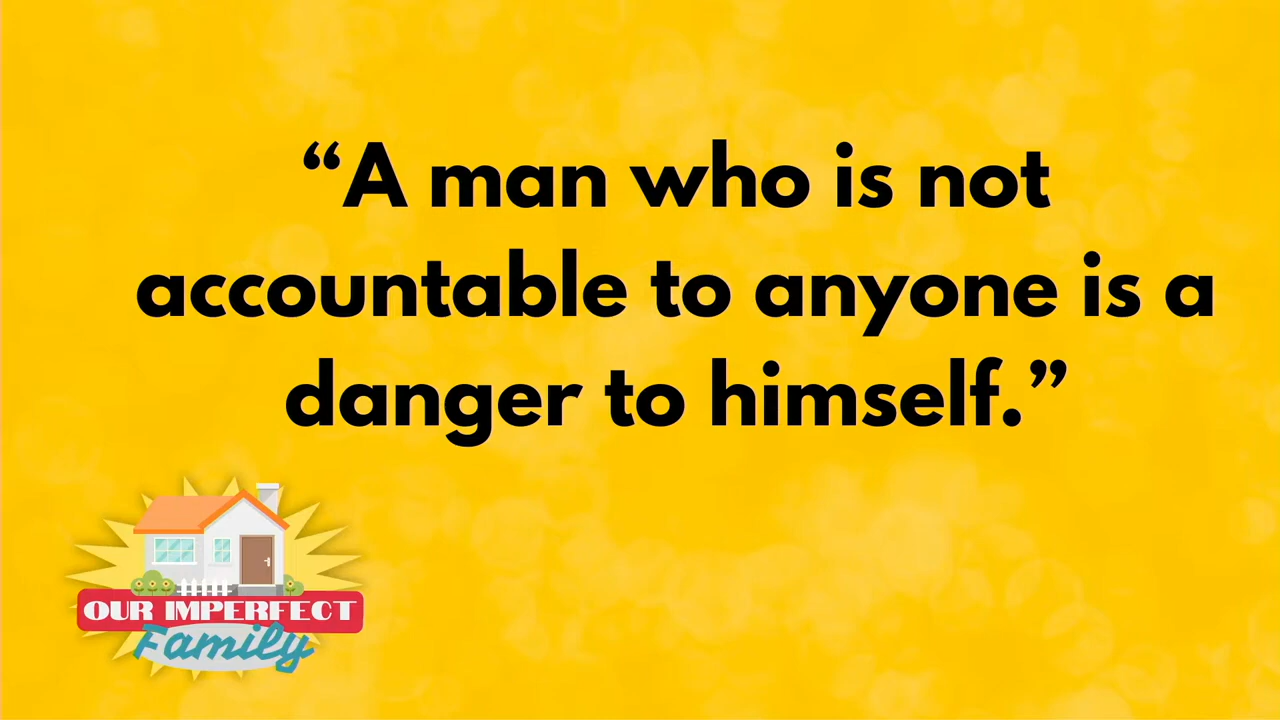 “A man who is not
accountable to anyone is a
danger to himself.”
OUR IMPERFECT
Family